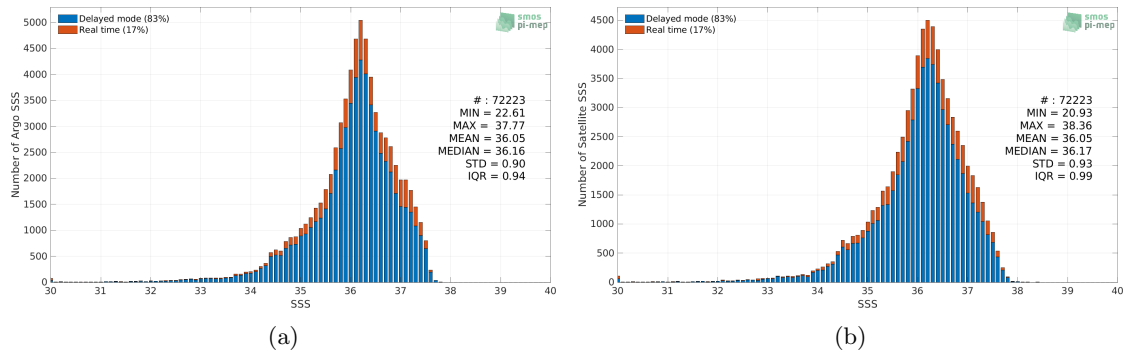 Delayed mode (83%)
Real time (17%)
smos
pi-mep
5000
4500
4000
3500
3000
2500
2000
1500
1000
500
0
Number of Argo SSS
# : 72223
MIN = 22.61
MAX = 37.77
MEAN = 36.05
MEDIAN = 36.16
STD = 0.90
IQR = 0.94
30 31 32 33 34 35 36 37 38 39 40
SSS
(a)
Delayed mode (83%)
Real time (17%)
smos
pi-mep
4500
4000
3500
3000
2500
2000
1500
1000
500
0
Number of Satellite SSS
# : 72223
MIN = 20.93
MAX = 38.36
MEAN = 36.05
MEDIAN = 36.17
STD = 0.93
IQR = 0.99
30 31 32 33 34 35 36 37 38 39 40
SSS
(b)